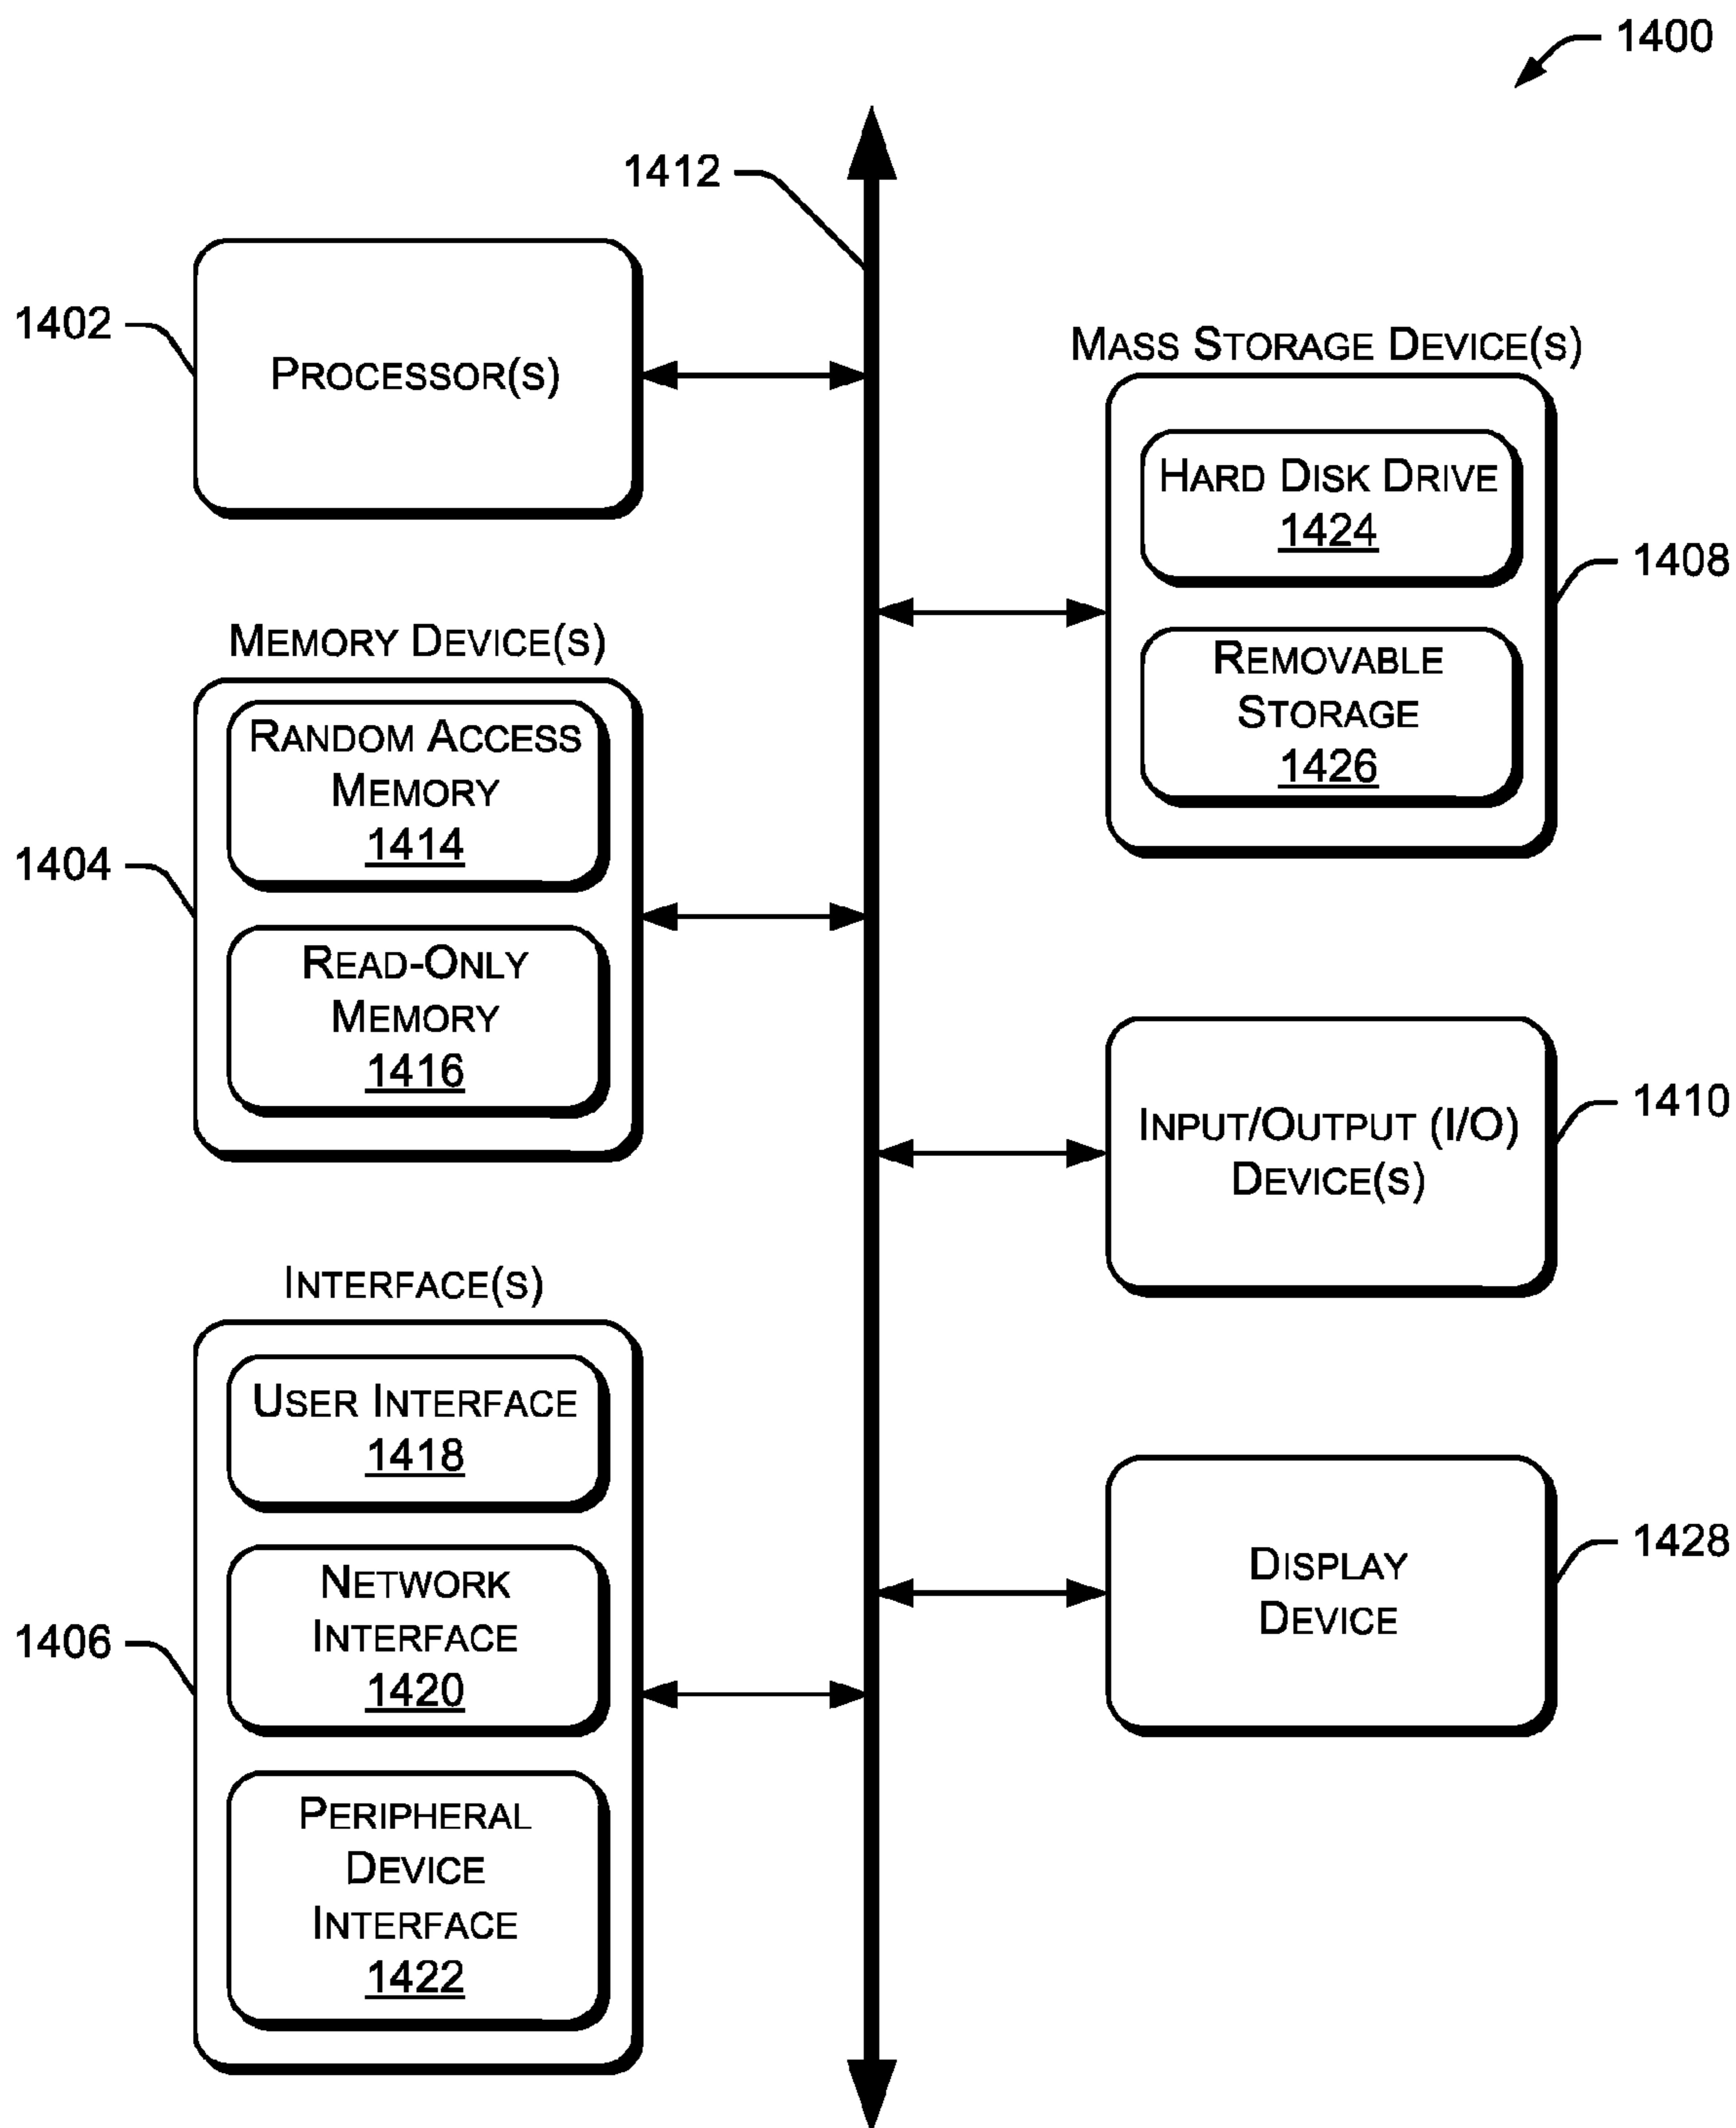 1400
1412
1402
PROCESSOR(S)
MASS STORAGE DEVICE(S)
HARD DISK DRIVE
1424
1408
REMOVABLE
STORAGE
1426
MEMORY DEVICE(S)
RANDOM ACCESS
MEMORY
1414
1404
READ-ONLY
MEMORY
1416
1410
INPUT/OUTPUT (I/O)
DEVICE(S)
INTERFACE(S)
USER INTERFACE
1418
NETWORK
INTERFACE
1420
1406
PERIPHERAL
DEVICE
INTERFACE
1422
1428
DISPLAY
DEVICE